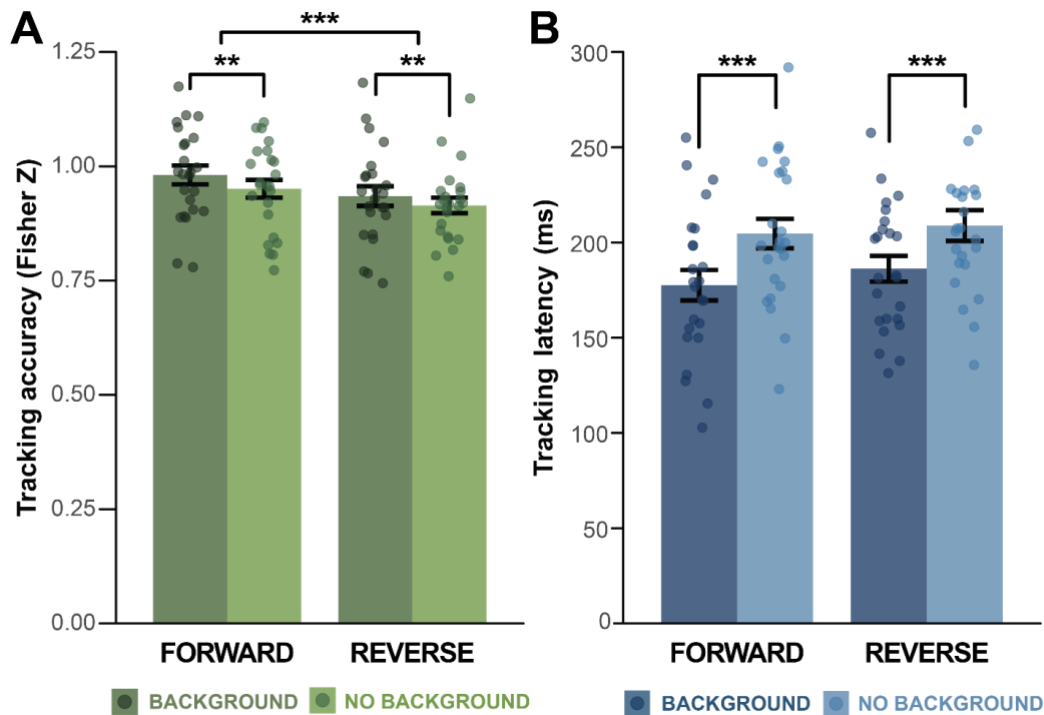 A
B
***
**
**
***
***
1.25
1.00
0.75
0.50
0.25
0.00
Tracking accuracy (Fisher Z)
FORWARD
REVERSE
BACKGROUND
NO BACKGROUND
300
250
200
150
100
50
0
Tracking latency (ms)
FORWARD
REVERSE
BACKGROUND
NO BACKGROUND